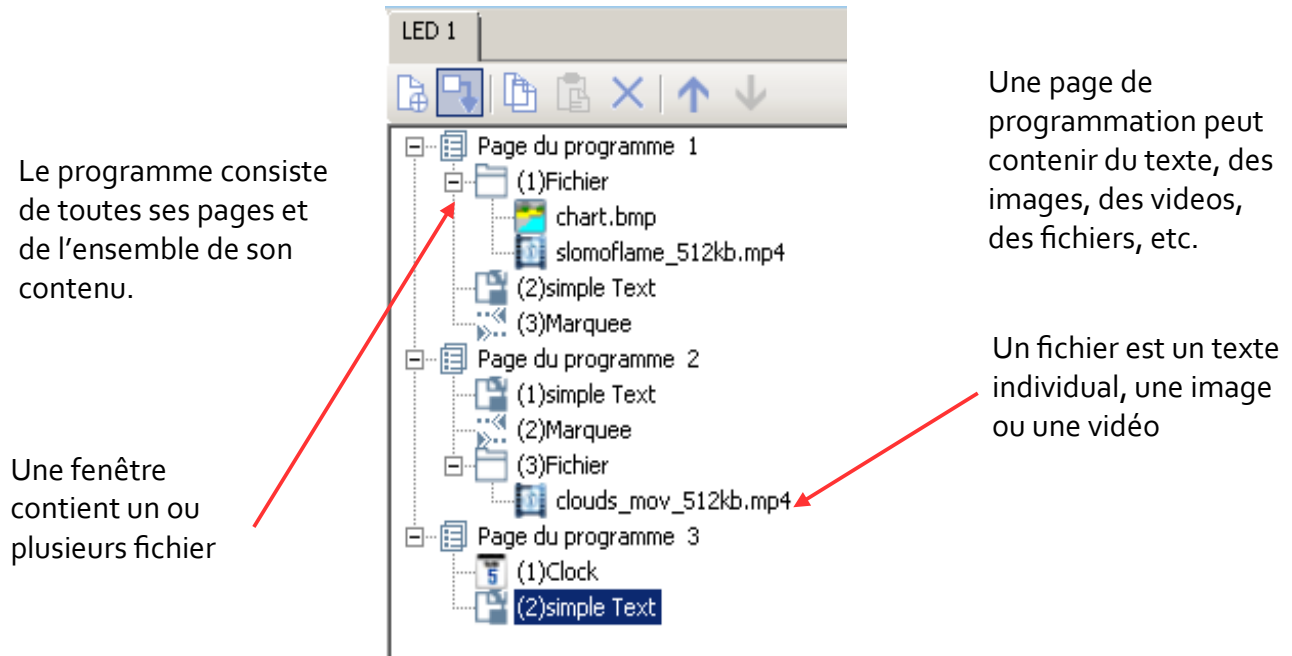 LED 1
Le programme consiste
de toutes ses pages et
de l’ensemble de son
contenu.
Une fenêtre
contient un ou
plusieurs fichier
Page du programme 1
(1)Fichier
chart.bmp
slomoflame_512kb.mp4
(2)simple Text
(3)Marquee
Page du programme 2
(1)simple Text
(2)Marquee
(3)Fichier
clouds_mov_512kb.mp4
Page du programme 3
5
(1)Clock
(2)simple Text
Une page de
programmation peut
contenir du texte, des
images, des videos,
des fichiers, etc.
Un fichier est un texte
individual, une image
ou une vidéo